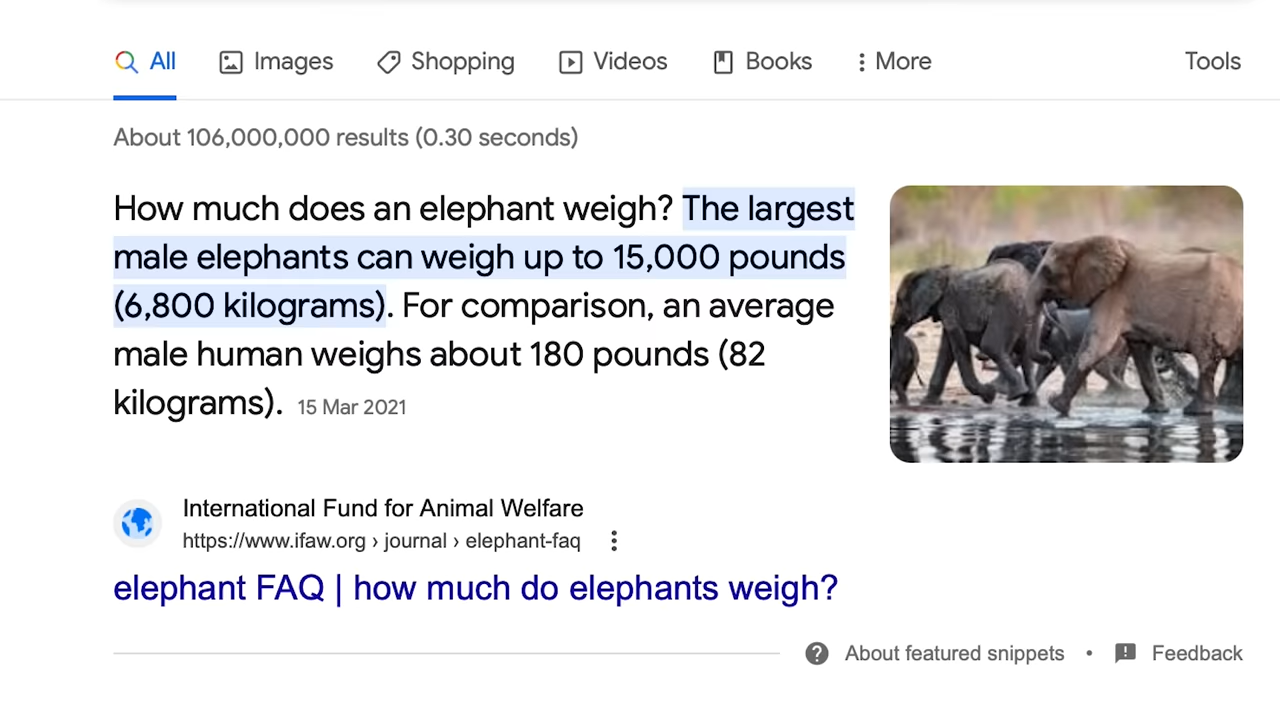 All Images Shopping Videos Books More Tools
About 106,000,000 results (0.30 seconds)
How much does an elephant weigh? The largest
male elephants can weigh up to 15,000 pounds
(6,800 kilograms). For comparison, an average
male human weighs about 180 pounds (82
kilograms). 15 Mar 2021
International Fund for Animal Welfare
https://www.ifaw.org › journal › elephant-faq
elephant FAQ | how much do elephants weigh?
About featured snippets • Feedback